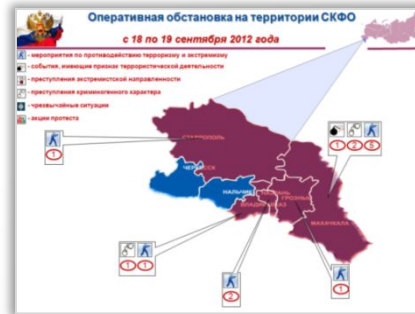 Оперативная обстановка на территории СКФО
с 18 по 19 сентября 2012 года
- мероприятия по противодействию терроризму и экстремизму
- события, имеющие признак террористической деятельности
- преступления экстремистской направленности
- преступления криминогенного характера
- чрезвычайные ситуации
- акции протеста
1
СТАВРОПОЛЬ
1 2
НАЛЬЧИК
ГРОЗНЫЙ
МАХАЧКАЛА
1 1
2
1